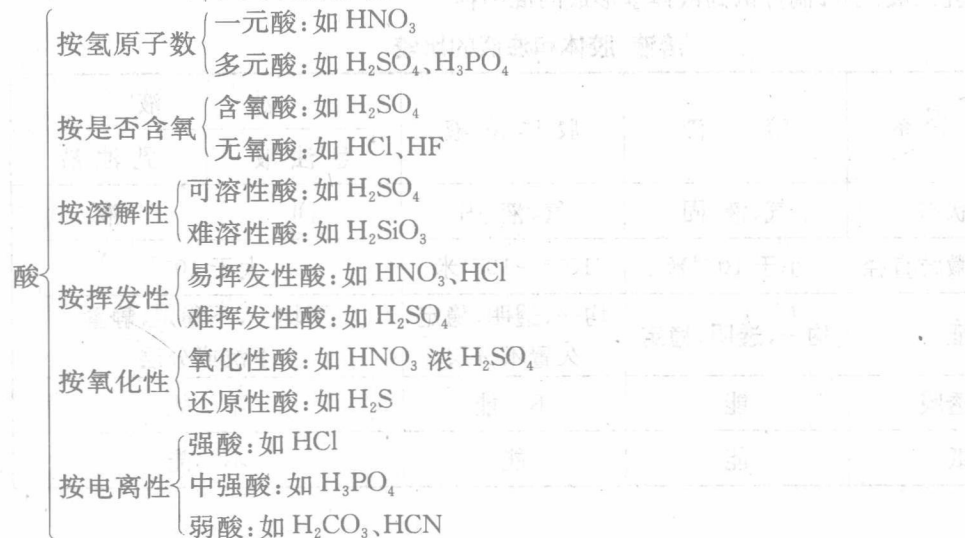 酸
按氢原子数
一元酸:如 HNO₃
多元酸:如 H₂SO₄、H₃PO₄
按是否含氧
含氧酸:如 H₂SO₄
无氧酸:如 HCl、HF
按溶解性
可溶性酸:如 H₂SO₄
难溶性酸:如 H₂SiO₃
按挥发性
易挥发性酸:如 HNO₃、HCl
难挥发性酸:如 H₂SO₄
按氧化性
氧化性酸:如 HNO₃ 浓 H₂SO₄
还原性酸:如 H₂S
按电离性
强酸:如 HCl
中强酸:如 H₃PO₄
弱酸:如 H₂CO₃、HCN